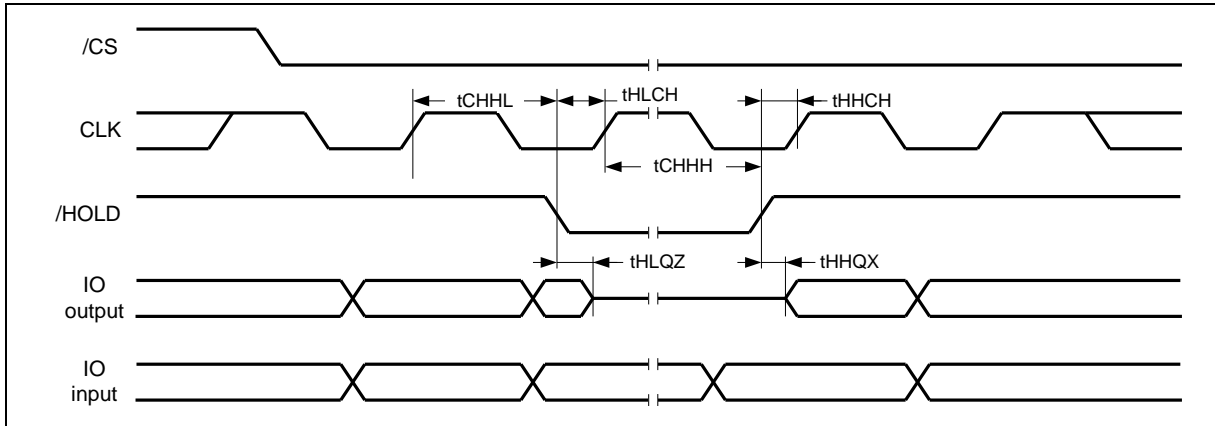 /CS
tCHHL
tHLCH
tHHCH
CLK
tCHHH
/HOLD
tHLQZ
tHHQX
IO
output
IO
input